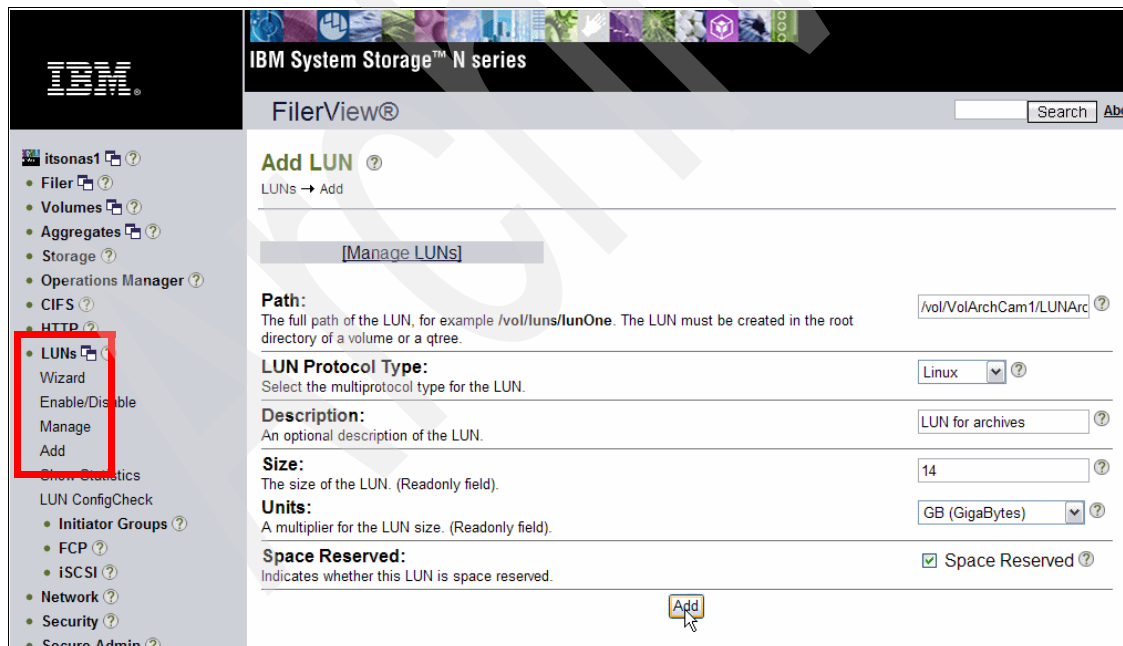 IBM®
IBM System Storage™ N series
FilerView®
Search
itsonas1
Filer
Volumes
Aggregates
Storage
Operations Manager
CIFS
HTTP
LUNs
Wizard
Enable/Disable
Manage
Add
Show Statistics
LUN ConfigCheck
Initiator Groups
FCP
iSCSI
Network
Security
Secure Admin
Add LUN
LUNs → Add
[Manage LUNs]
Path:
The full path of the LUN, for example /vol/luns/lunOne. The LUN must be created in the root
directory of a volume or a qtree.
/vol/VolArchCam1/LUNArc
LUN Protocol Type:
Select the multiprotocol type for the LUN.
Linux
Description:
An optional description of the LUN.
LUN for archives
Size:
The size of the LUN. (Readonly field).
14
Units:
A multiplier for the LUN size. (Readonly field).
GB (GigaBytes)
Space Reserved:
Indicates whether this LUN is space reserved.
Space Reserved
Add